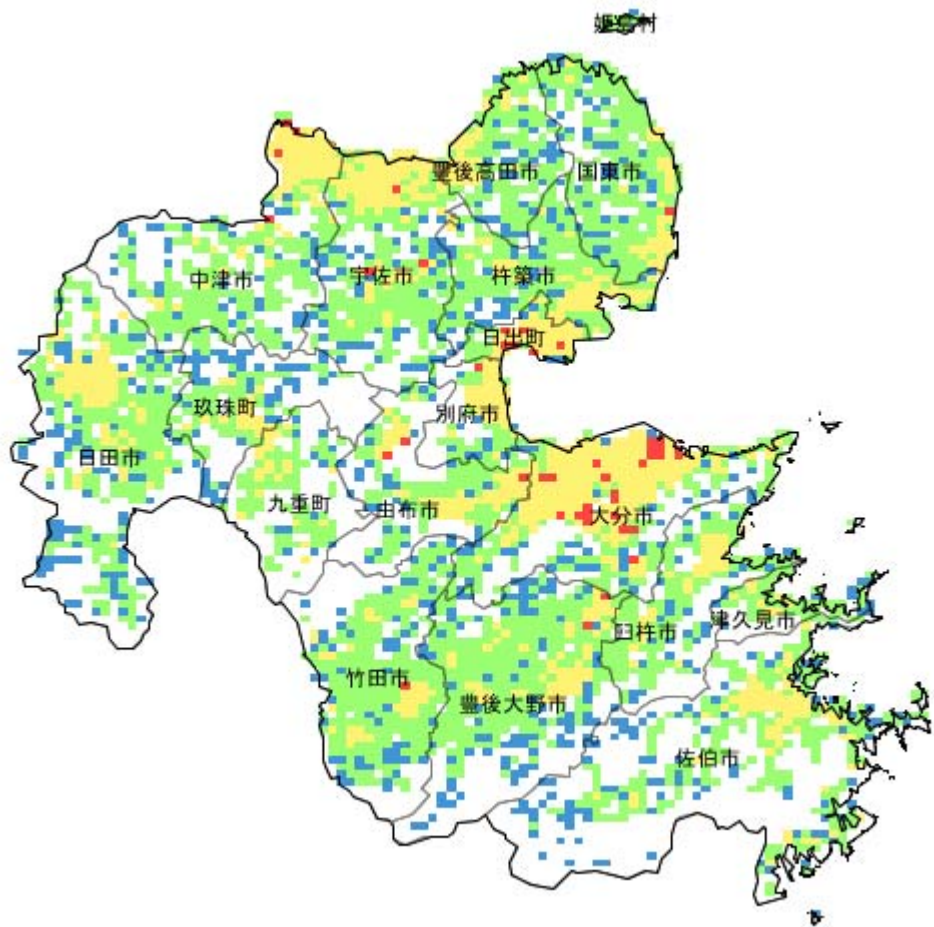 姫島村
豊後高田市
国東市
中津市
宇佐市
杵築市
日出町
玖珠町
別府市
日田市
九重町
由布市
大分市
臼杵市
津久見市
竹田市
豊後大野市
佐伯市